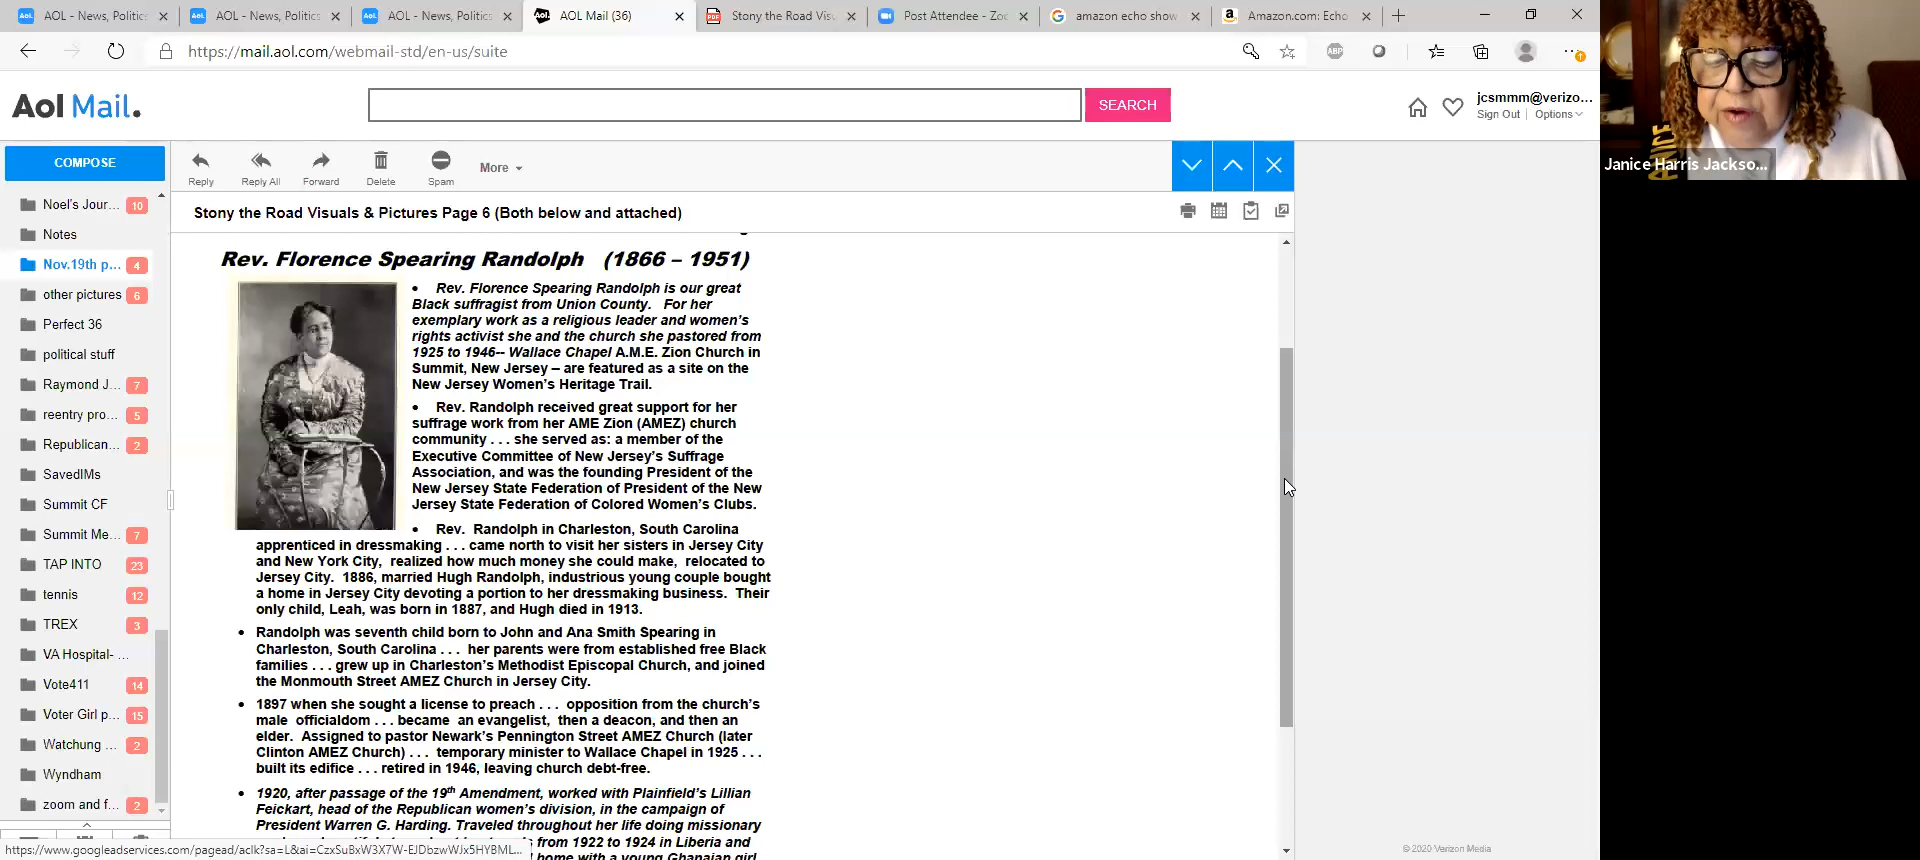 AOL - News, Politics
AOL - News, Politics
AOL - News, Politics
AOL Mail (36)
Stony the Road Visu
Post Attendee - Zoo
amazon echo show
Amazon.com: Echo
https://mail.aol.com/webmail-std/en-us/suite
ABP
Aol Mail.
SEARCH
jcsmmm@verizo...
Sign Out
Options
COMPOSE
Reply
Reply All
Forward
Delete
Spam
More
Noel's Jour... 10
Notes
Nov.19th p... 4
other pictures 6
Perfect 36
political stuff
Raymond J... 7
reentry pro... 5
Republican... 2
SavedIMs
Summit CF
Summit Me... 7
TAP INTO 23
tennis 12
TREX 3
VA Hospital- ...
Vote411 14
Voter Girl p... 15
Watchung ... 2
Wyndham
zoom and f... 2
Stony the Road Visuals & Pictures Page 6 (Both below and attached)
Rev. Florence Spearing Randolph (1866 – 1951)
• Rev. Florence Spearing Randolph is our great
Black suffragist from Union County. For her
exemplary work as a religious leader and women's
rights activist she and the church she pastored from
1925 to 1946-- Wallace Chapel A.M.E. Zion Church in
Summit, New Jersey – are featured as a site on the
New Jersey Women's Heritage Trail.
• Rev. Randolph received great support for her
suffrage work from her AME Zion (AMEZ) church
community . . . she served as: a member of the
Executive Committee of New Jersey's Suffrage
Association, and was the founding President of the
New Jersey State Federation of President of the New
Jersey State Federation of Colored Women's Clubs.
• Rev. Randolph in Charleston, South Carolina
apprenticed in dressmaking . . . came north to visit her sisters in Jersey City
and New York City, realized how much money she could make, relocated to
Jersey City. 1886, married Hugh Randolph, industrious young couple bought
a home in Jersey City devoting a portion to her dressmaking business. Their
only child, Leah, was born in 1887, and Hugh died in 1913.
• Randolph was seventh child born to John and Ana Smith Spearing in
Charleston, South Carolina . . . her parents were from established free Black
families . . . grew up in Charleston's Methodist Episcopal Church, and joined
the Monmouth Street AMEZ Church in Jersey City.
• 1897 when she sought a license to preach . . . opposition from the church's
male officialdom . . . became an evangelist, then a deacon, and then an
elder. Assigned to pastor Newark's Pennington Street AMEZ Church (later
Clinton AMEZ Church) . . . temporary minister to Wallace Chapel in 1925 . . .
built its edifice . . . retired in 1946, leaving church debt-free.
• 1920, after passage of the 19th Amendment, worked with Plainfield's Lillian
Feickart, head of the Republican women's division, in the campaign of
President Warren G. Harding. Traveled throughout her life doing missionary
from 1922 to 1924 in Liberia and
home with a young Ghanaian girl
https://www.googleadservices.com/pagead/aclk?sa=L&ai=CzxSuBxW3X7W-EJDbzwWJx5HYBML...
© 2020 Verizon Media
Janice Harris Jackso...